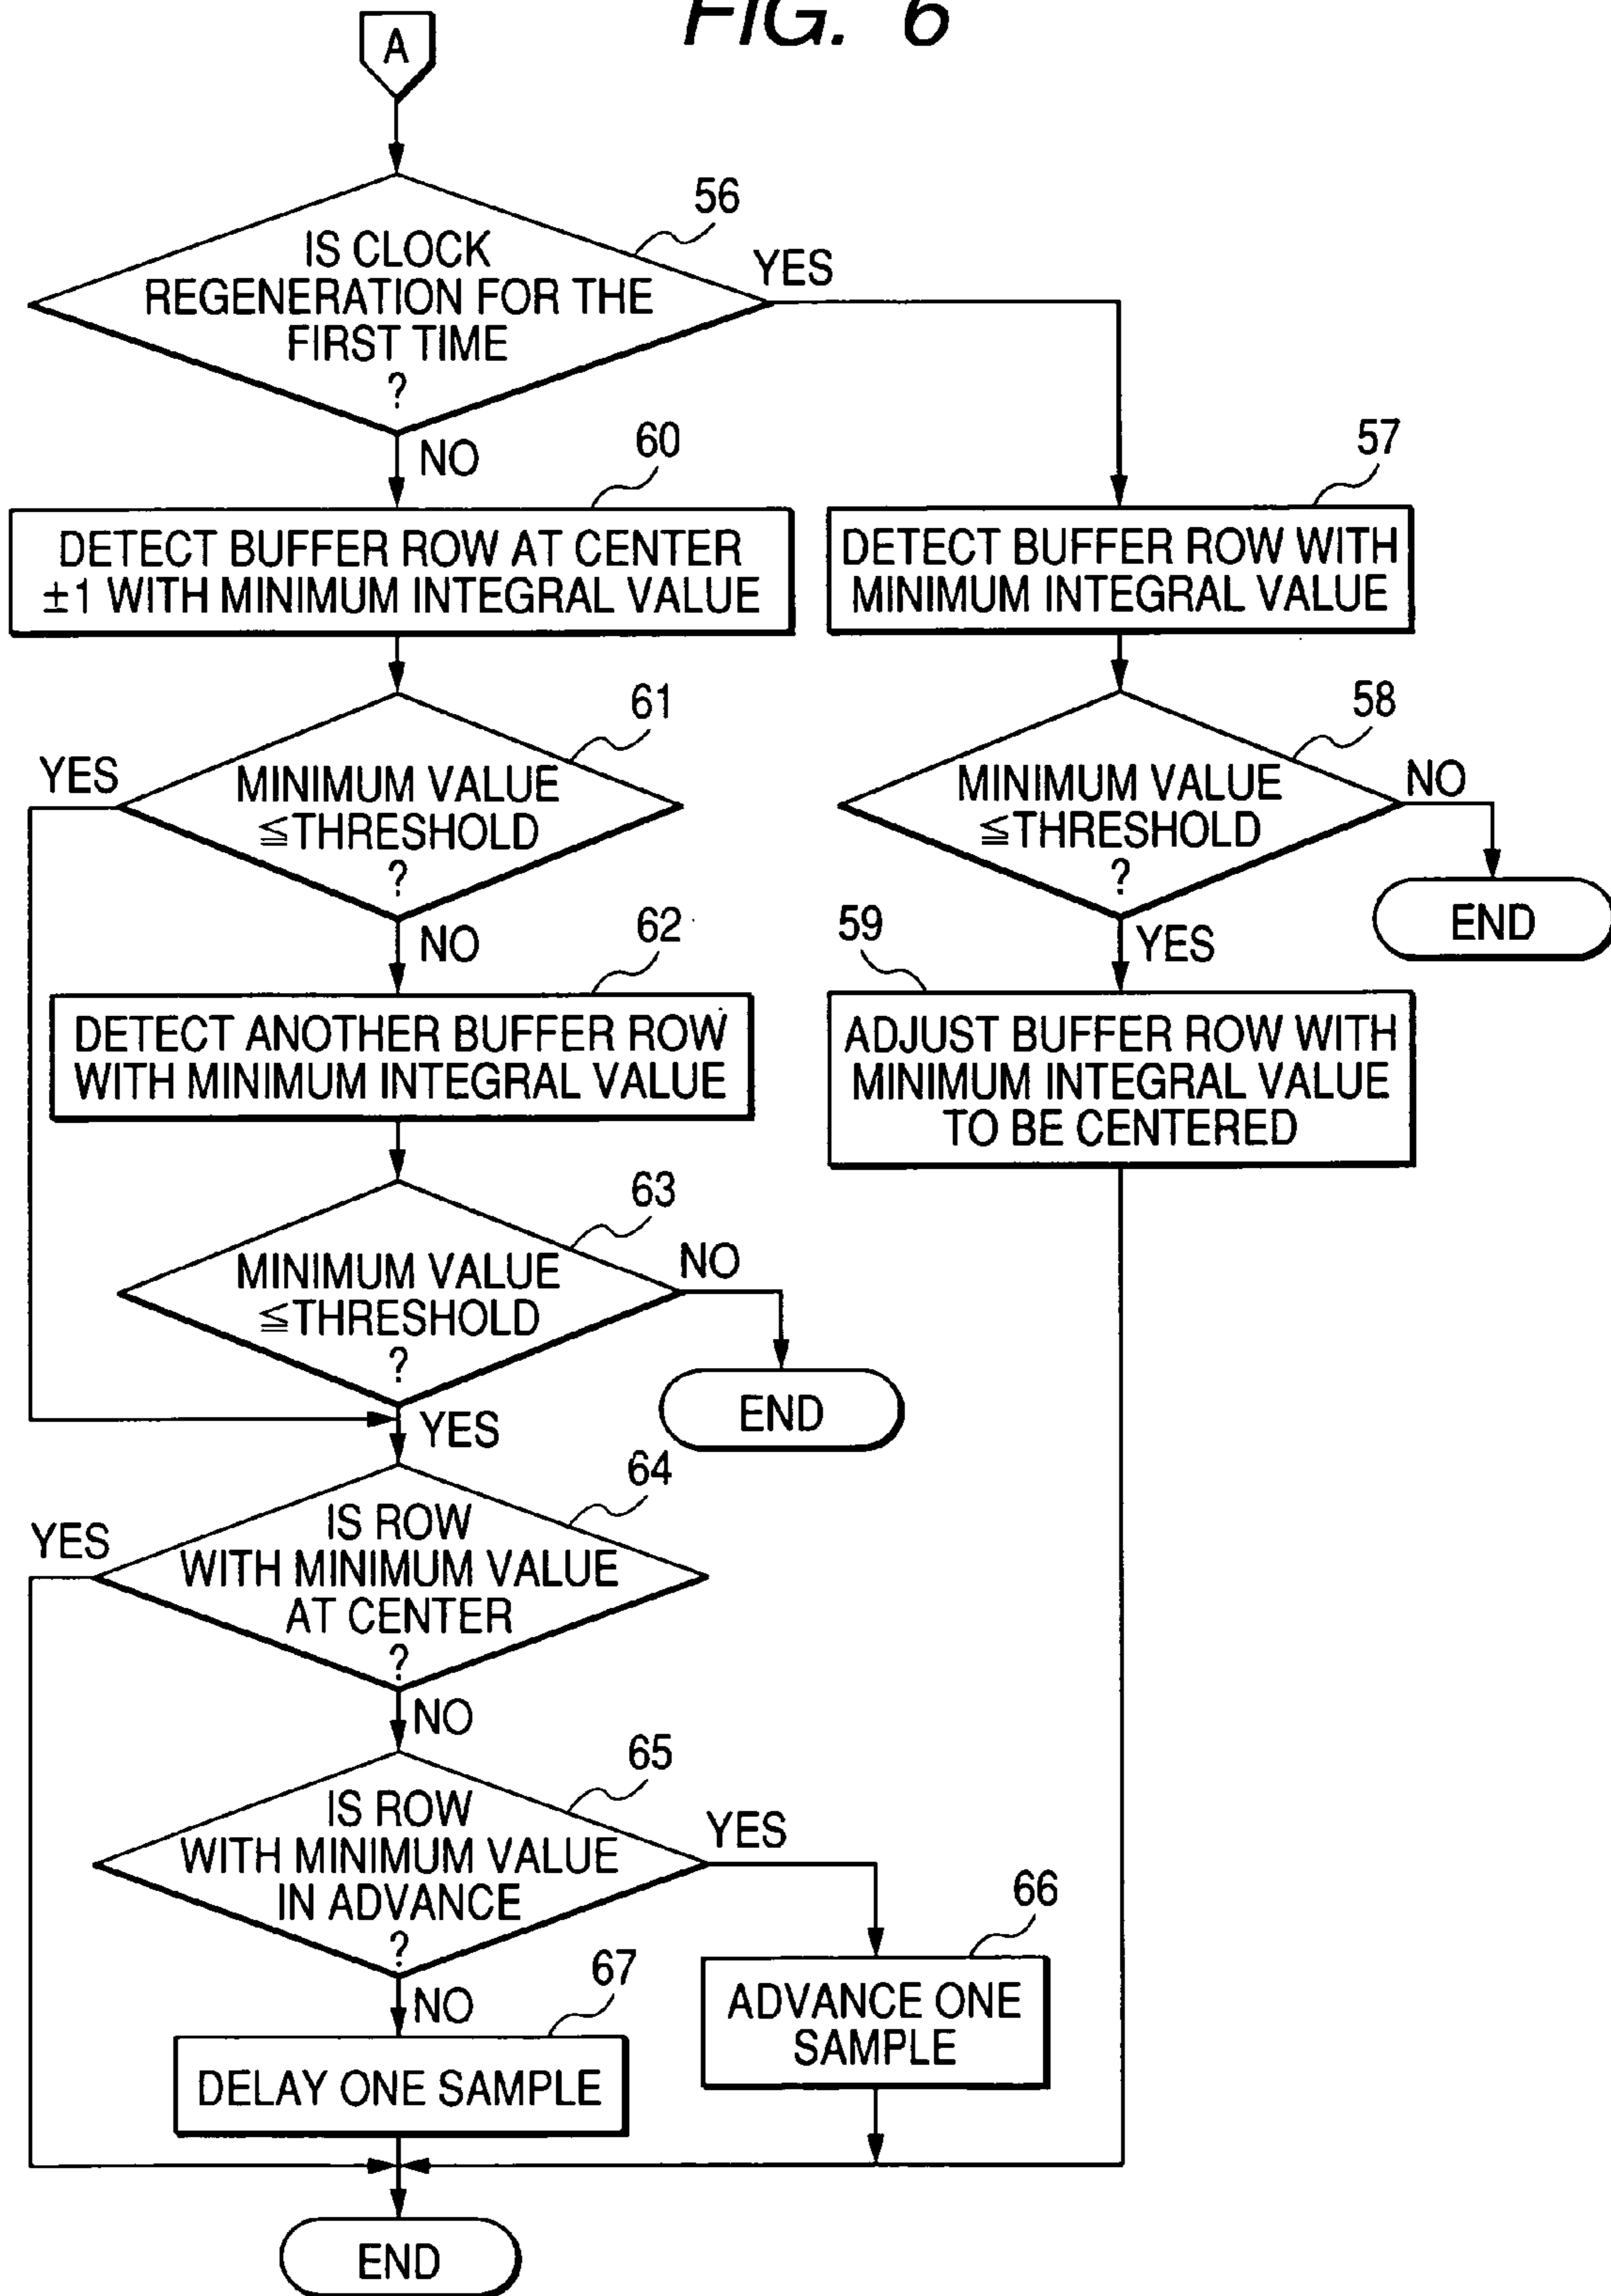 FIG. 6
A
56
IS CLOCK
REGENERATION FOR THE
FIRST TIME
?
YES
NO
60
DETECT BUFFER ROW AT CENTER
±1 WITH MINIMUM INTEGRAL VALUE
57
DETECT BUFFER ROW WITH
MINIMUM INTEGRAL VALUE
61
YES
MINIMUM VALUE
≦THRESHOLD
?
NO
58
MINIMUM VALUE
≦THRESHOLD
?
NO
END
YES
62
DETECT ANOTHER BUFFER ROW
WITH MINIMUM INTEGRAL VALUE
59
ADJUST BUFFER ROW WITH
MINIMUM INTEGRAL VALUE
TO BE CENTERED
63
MINIMUM VALUE
≦THRESHOLD
?
NO
END
YES
64
YES
IS ROW
WITH MINIMUM VALUE
AT CENTER
?
NO
65
IS ROW
WITH MINIMUM VALUE
IN ADVANCE
?
YES
NO
66
ADVANCE ONE
SAMPLE
67
DELAY ONE SAMPLE
END